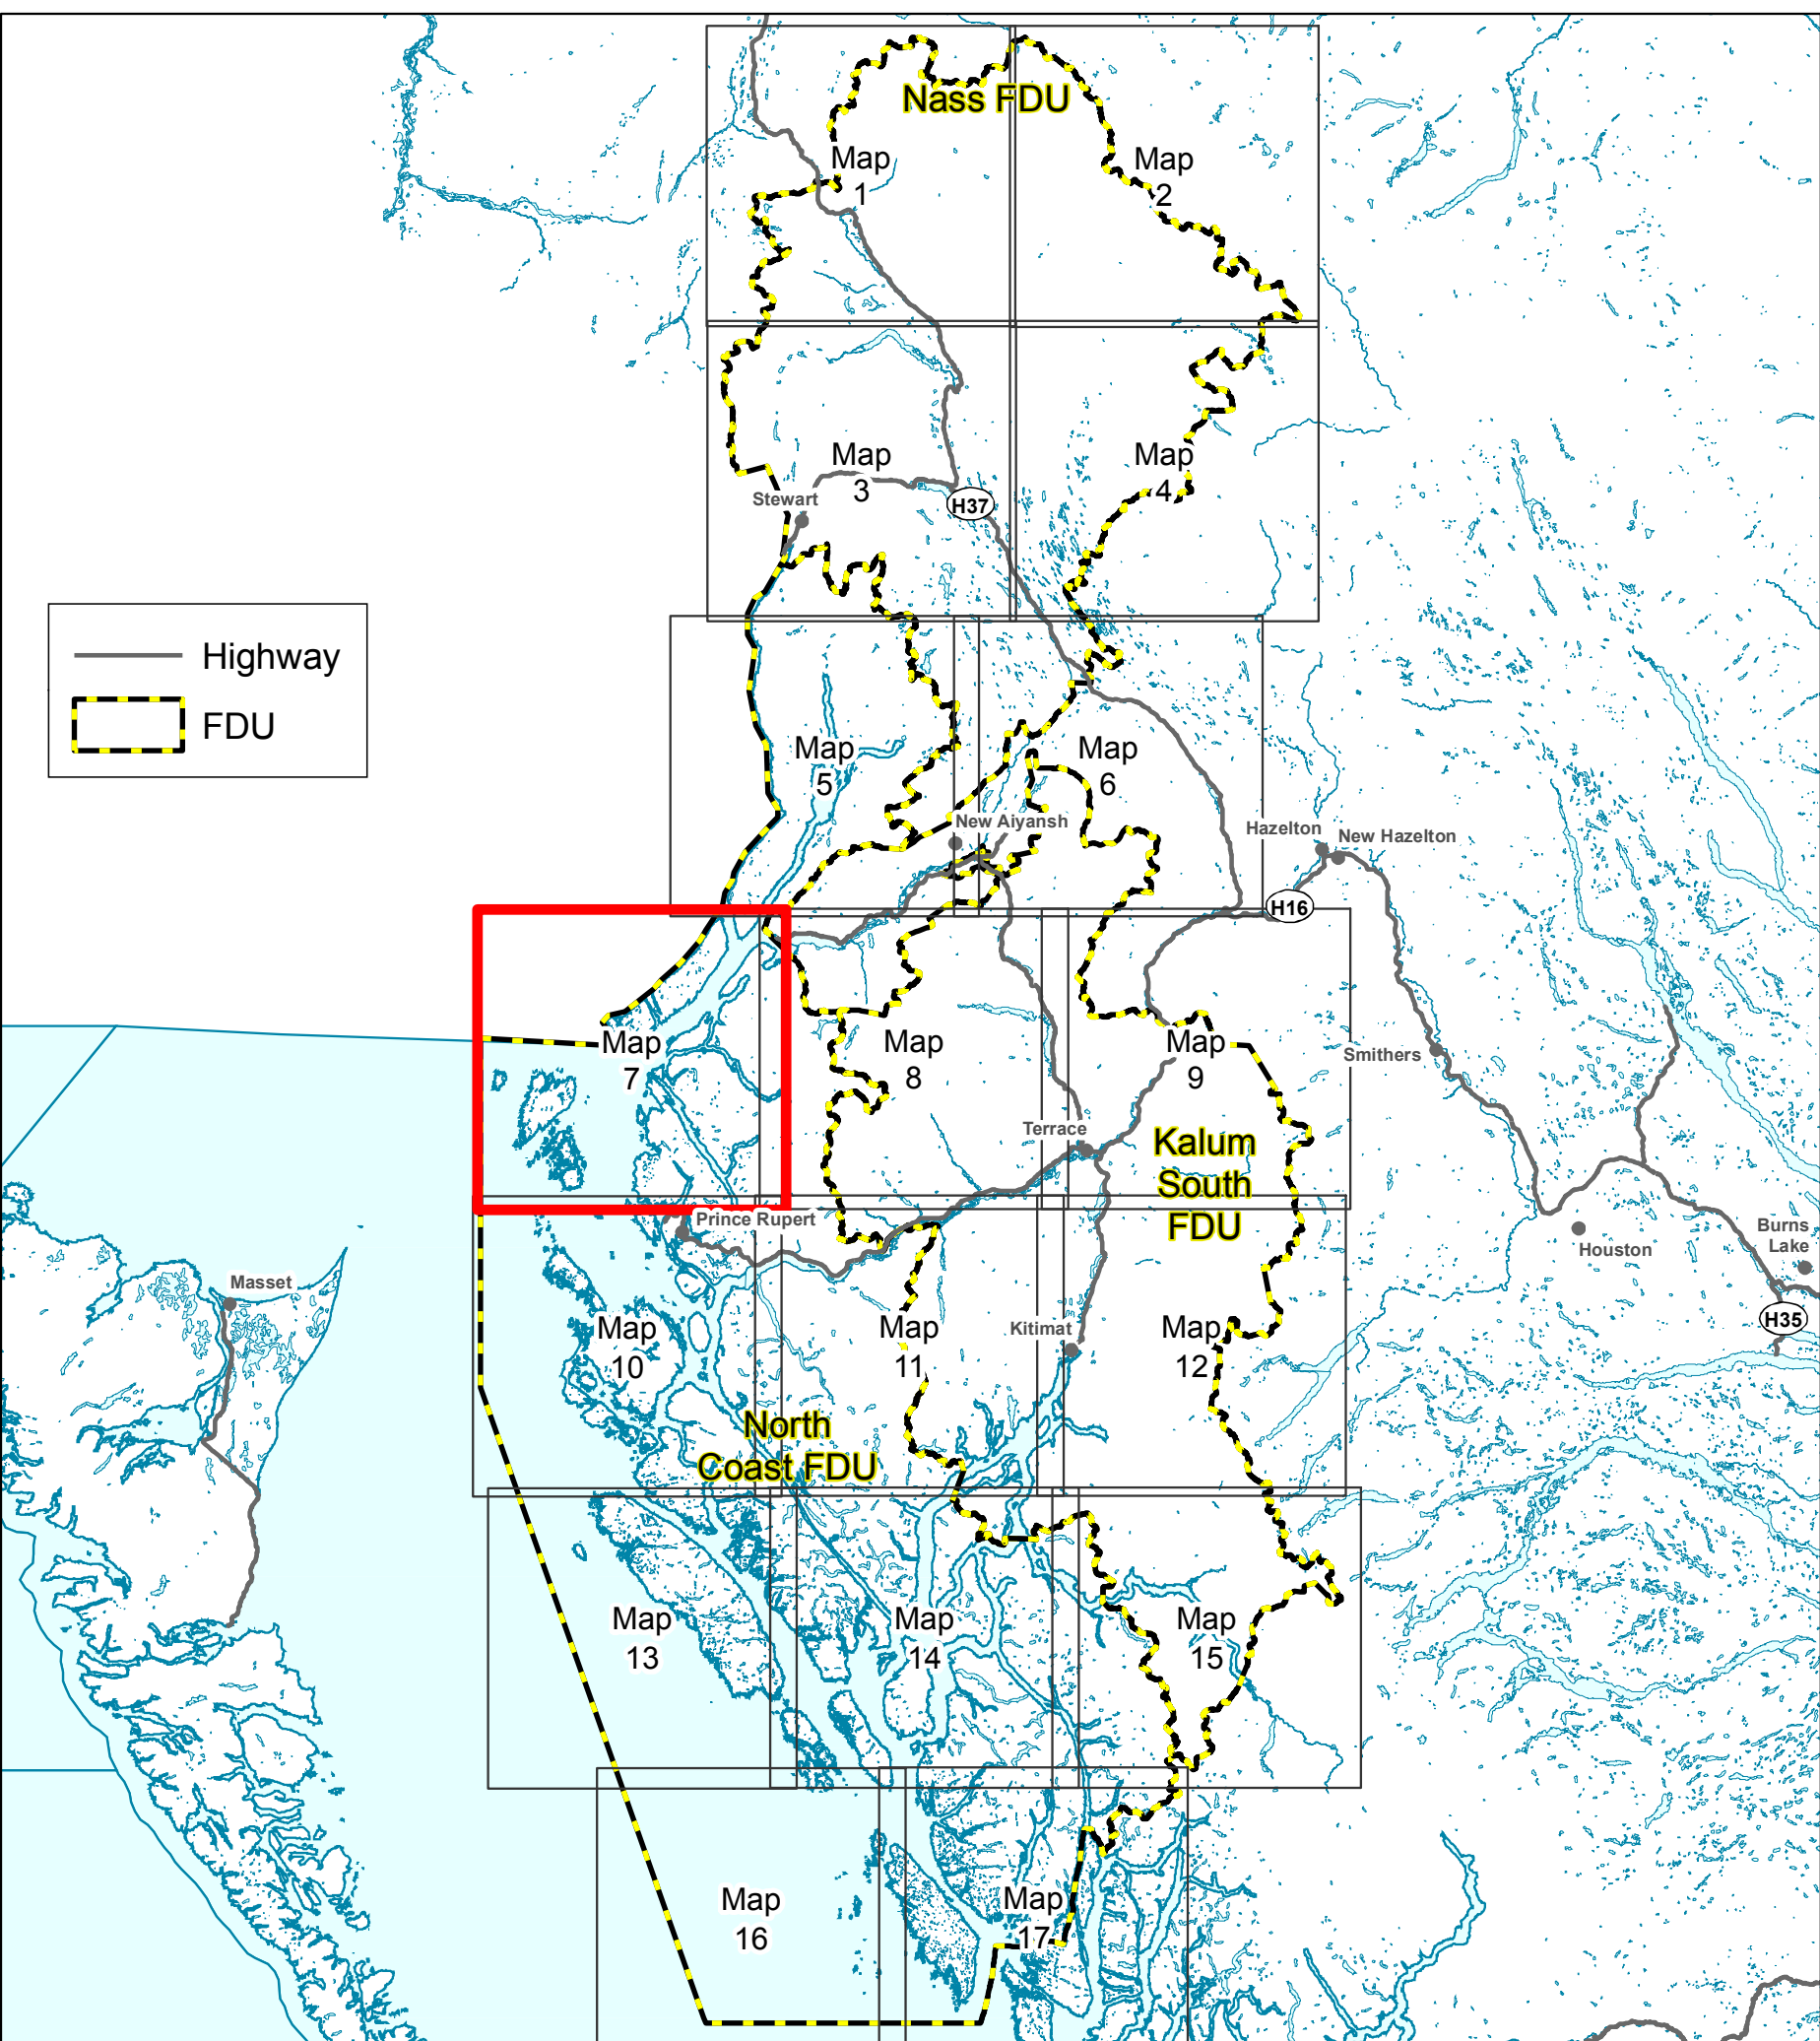 Nass FDU
Map
1
Map
2
Map
3
Map
4
Stewart
H37
Highway
FDU
Map
5
Map
6
New Aiyansh
Hazelton
New Hazelton
H16
Map
7
Map
8
Map
9
Smithers
Terrace
Kalum
South
FDU
Prince Rupert
Houston
Burns
Lake
Masset
H35
Map
10
Map
11
Kitimat
Map
12
North
Coast FDU
Map
13
Map
14
Map
15
Map
16
Map
17